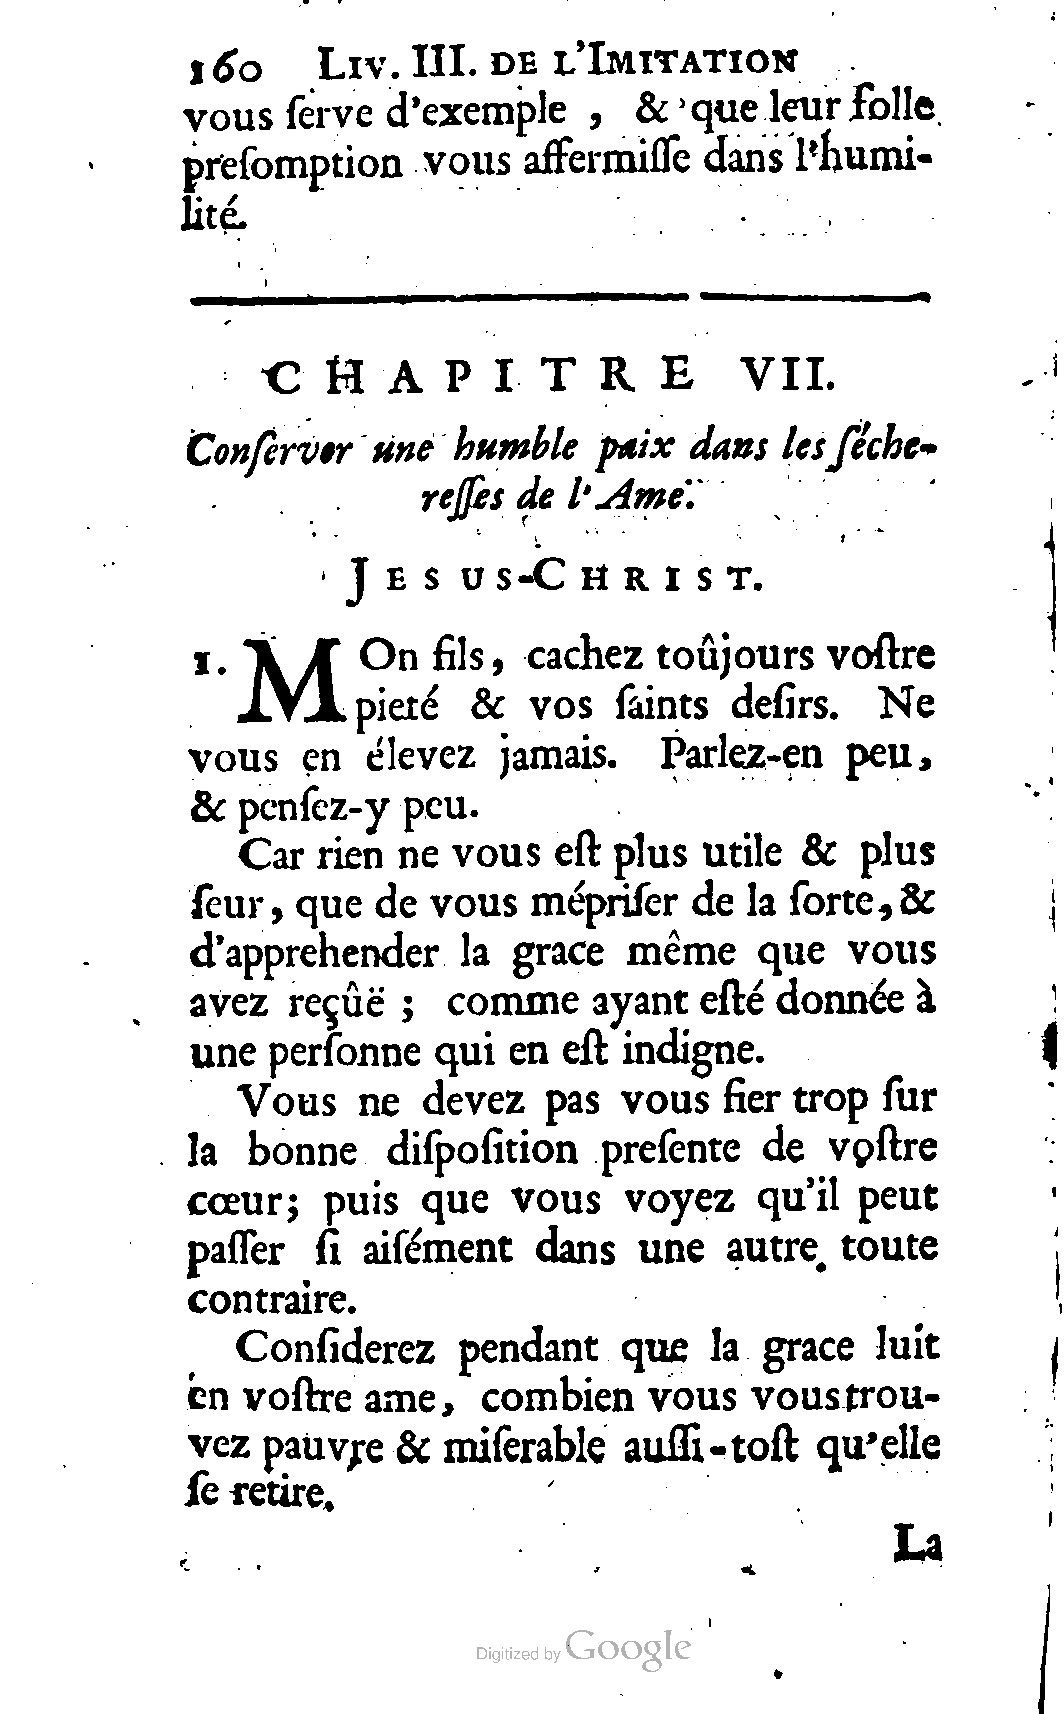 160 LIV. III. DE L'IMITATION
vous ſerve d'exemple , & que leur folle
preſomption vous affermiſſe dans l'humi-
lité.
CHAPITRE VII.
Conſerver une humble paix dans les ſéche-
reſſes de l'Ame.
JESUS-CHRIST.
1. MOn fils, cachez toûjours voſtre
pieté & vos ſaints deſirs. Ne
vous en élevez jamais. Parlez-en peu,
& penſez-y peu.
Car rien ne vous eſt plus utile & plus
ſeur, que de vous mépriſer de la ſorte, &
d'apprehender la grace même que vous
avez reçûë ; comme ayant eſté donnée à
une perſonne qui en eſt indigne.
Vous ne devez pas vous fier trop ſur
la bonne diſpoſition preſente de voſtre
cœur; puis que vous voyez qu'il peut
paſſer ſi aiſément dans une autre toute
contraire.
Conſiderez pendant que la grace luit
en voſtre ame, combien vous vous trou-
vez pauvre & miſerable auſſi-toſt qu'elle
ſe retire.
La
Digitized by Google